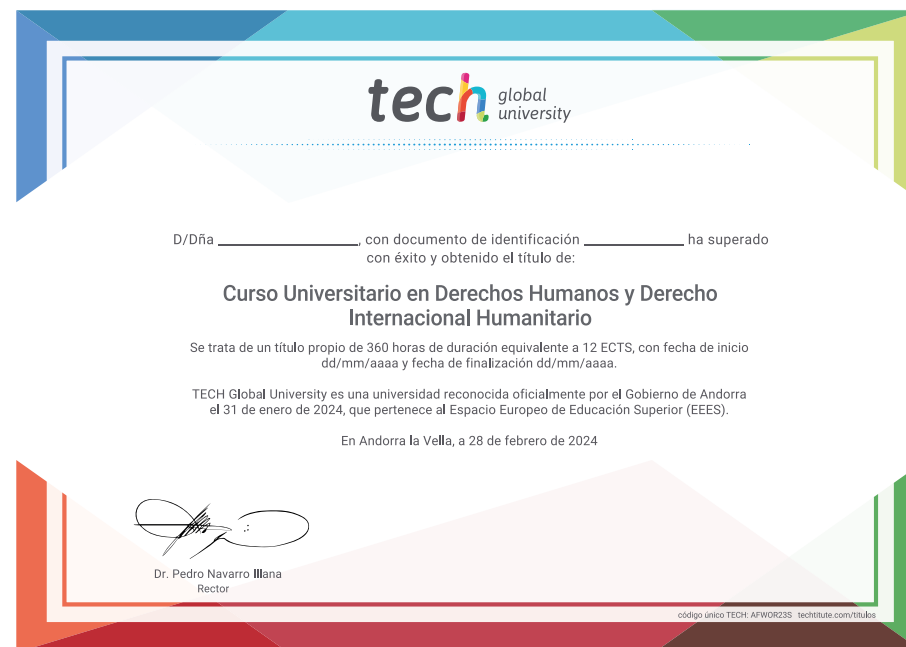 tech global university
D/Dña ____________________, con documento de identificación ______________ ha superado
con éxito y obtenido el título de:
Curso Universitario en Derechos Humanos y Derecho
Internacional Humanitario
Se trata de un título propio de 360 horas de duración equivalente a 12 ECTS, con fecha de inicio
dd/mm/aaaa y fecha de finalización dd/mm/aaaa.
TECH Global University es una universidad reconocida oficialmente por el Gobierno de Andorra
el 31 de enero de 2024, que pertenece al Espacio Europeo de Educación Superior (EEES).
En Andorra la Vella, a 28 de febrero de 2024
Dr. Pedro Navarro Illana
Rector
código único TECH: AFWOR23S techtitute.com/titulos